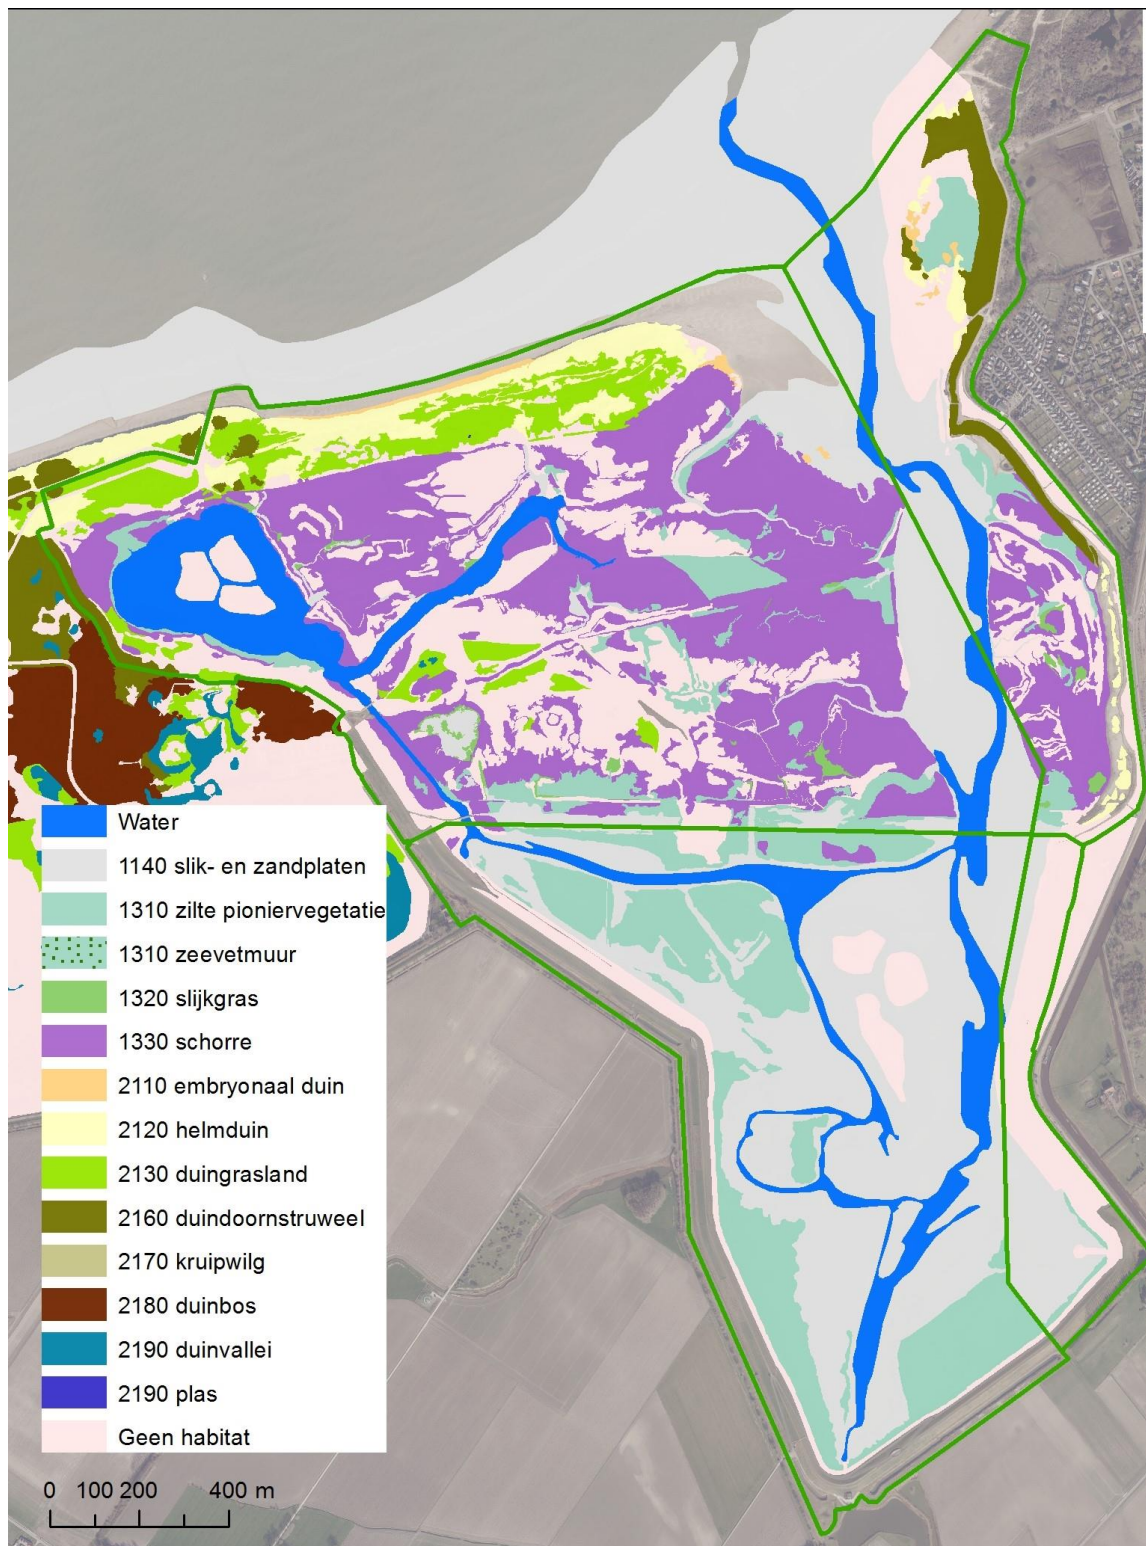 Water
1140 slik- en zandplaten
1310 zilte pioniervegetatie
1310 zeevetmuur
1320 slijkgras
1330 schorre
2110 embryonaal duin
2120 helmduin
2130 duingrasland
2160 duindoornstruweel
2170 kruipwilg
2180 duinbos
2190 duinvallei
2190 plas
Geen habitat
0 100 200 400 m